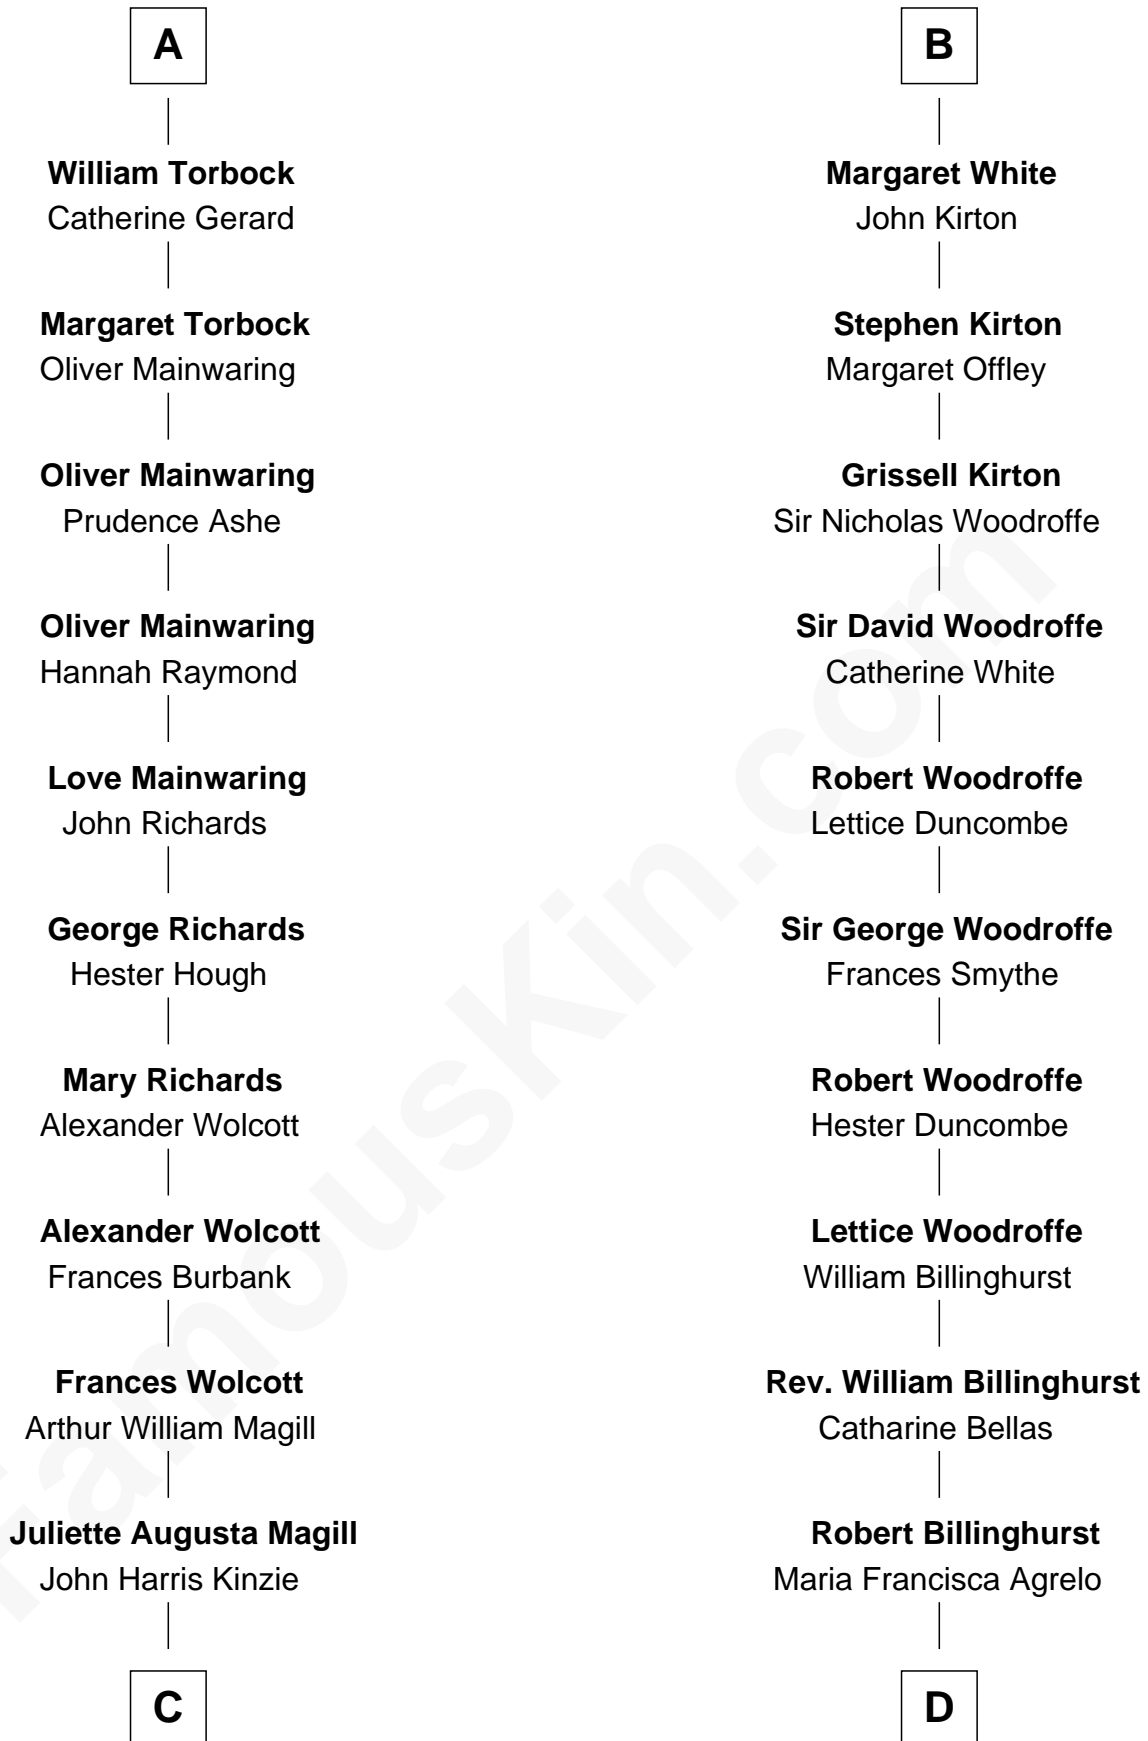 A
William Torbock
Catherine Gerard
Margaret Torbock
Oliver Mainwaring
Oliver Mainwaring
Prudence Ashe
Oliver Mainwaring
Hannah Raymond
Love Mainwaring
John Richards
George Richards
Hester Hough
Mary Richards
Alexander Wolcott
Alexander Wolcott
Frances Burbank
Frances Wolcott
Arthur William Magill
Juliette Augusta Magill
John Harris Kinzie
C
B
Margaret White
John Kirton
Stephen Kirton
Margaret Offley
Grissell Kirton
Sir Nicholas Woodroffe
Sir David Woodroffe
Catherine White
Robert Woodroffe
Lettice Duncombe
Sir George Woodroffe
Frances Smythe
Robert Woodroffe
Hester Duncombe
Lettice Woodroffe
William Billinghurst
Rev. William Billinghurst
Catharine Bellas
Robert Billinghurst
Maria Francisca Agrelo
D
FamousKin.com